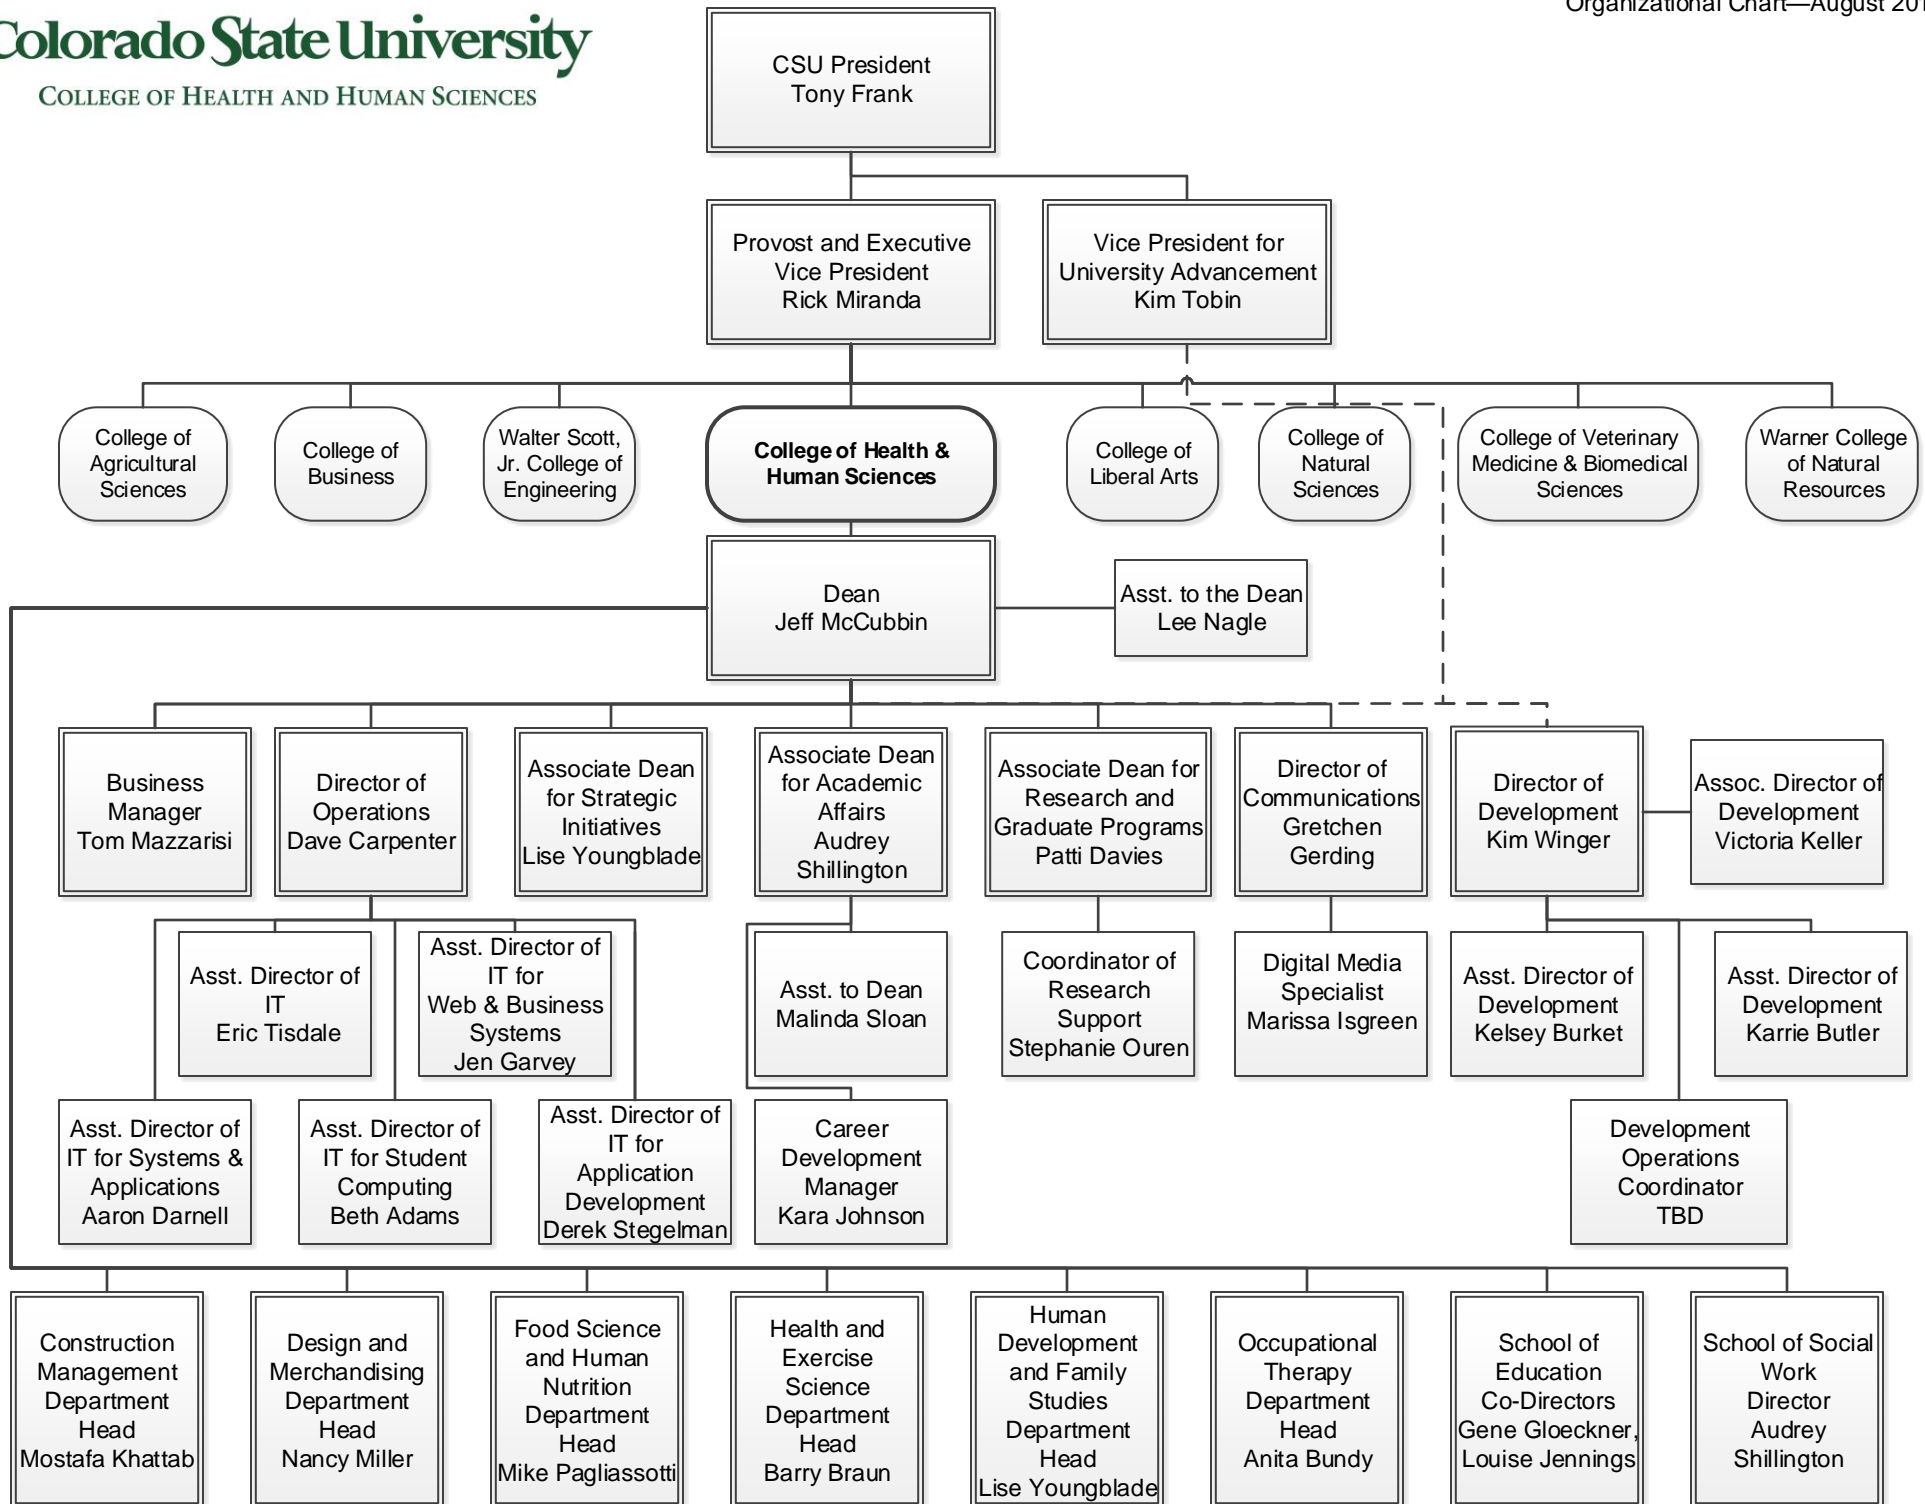 Colorado State University
COLLEGE OF HEALTH AND HUMAN SCIENCES
Organizational Chart—August 201
CSU President
Tony Frank
Provost and Executive
Vice President
Rick Miranda
Vice President for
University Advancement
Kim Tobin
College of
Agricultural
Sciences
College of
Business
Walter Scott,
Jr. College of
Engineering
College of Health &
Human Sciences
College of
Liberal Arts
College of
Natural
Sciences
College of Veterinary
Medicine & Biomedical
Sciences
Warner College
of Natural
Resources
Dean
Jeff McCubbin
Asst. to the Dean
Lee Nagle
Business
Manager
Tom Mazzarisi
Director of
Operations
Dave Carpenter
Associate Dean
for Strategic
Initiatives
Lise Youngblade
Associate Dean
for Academic
Affairs
Audrey
Shillington
Associate Dean for
Research and
Graduate Programs
Patti Davies
Director of
Communications
Gretchen
Gerding
Director of
Development
Kim Winger
Assoc. Director of
Development
Victoria Keller
Asst. Director of
IT
Eric Tisdale
Asst. Director of
IT for
Web & Business
Systems
Jen Garvey
Asst. to Dean
Malinda Sloan
Coordinator of
Research
Support
Stephanie Ouren
Digital Media
Specialist
Marissa Isgreen
Asst. Director of
Development
Kelsey Burket
Asst. Director of
Development
Karrie Butler
Asst. Director of
IT for Systems &
Applications
Aaron Darnell
Asst. Director of
IT for Student
Computing
Beth Adams
Asst. Director of
IT for
Application
Development
Derek Stegelman
Career
Development
Manager
Kara Johnson
Development
Operations
Coordinator
TBD
Construction
Management
Department
Head
Mostafa Khattab
Design and
Merchandising
Department
Head
Nancy Miller
Food Science
and Human
Nutrition
Department
Head
Mike Pagliassotti
Health and
Exercise
Science
Department
Head
Barry Braun
Human
Development
and Family
Studies
Department
Head
Lise Youngblade
Occupational
Therapy
Department
Head
Anita Bundy
School of
Education
Co-Directors
Gene Gloeckner,
Louise Jennings
School of Social
Work
Director
Audrey
Shillington